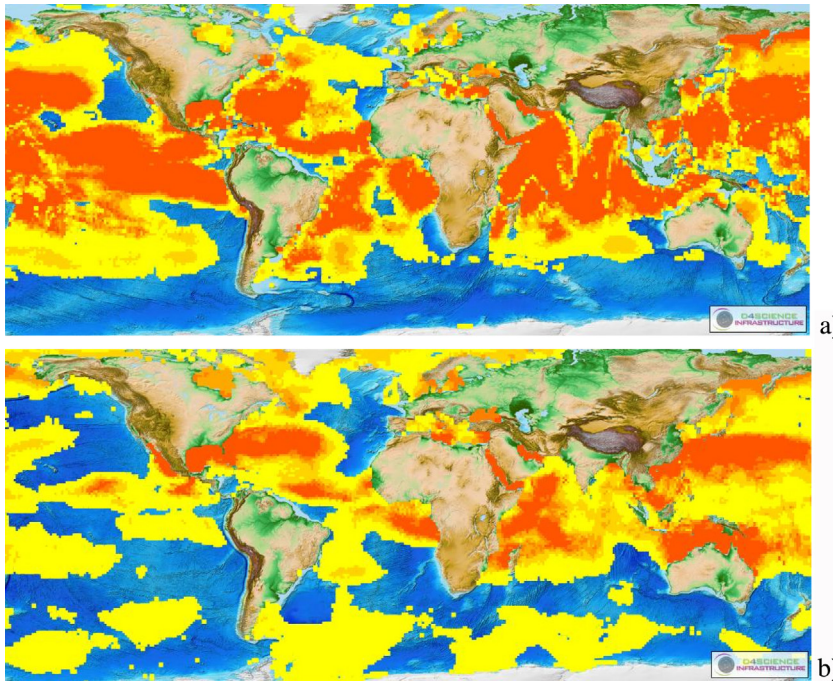 D4SCIENCE
INFRASTRUCTURE
a)
D4SCIENCE
INFRASTRUCTURE
b)